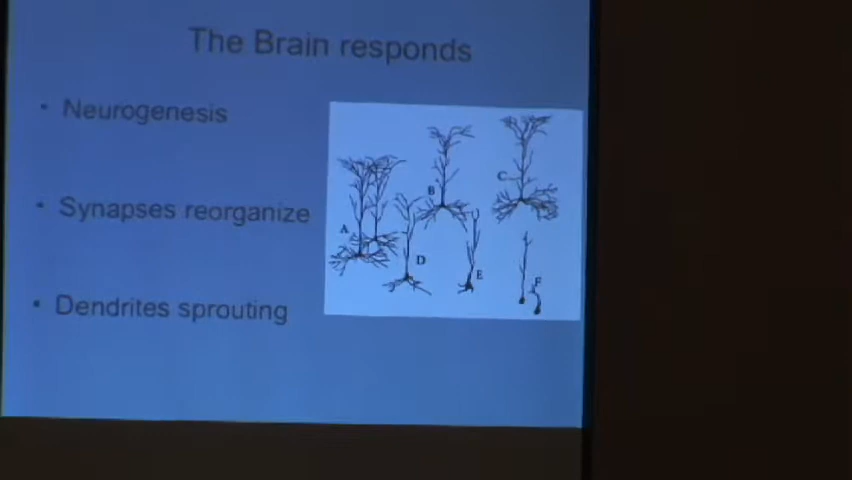 The Brain responds
• Neurogenesis
• Synapses reorganize
• Dendrites sprouting
A
B
C
D
E
F